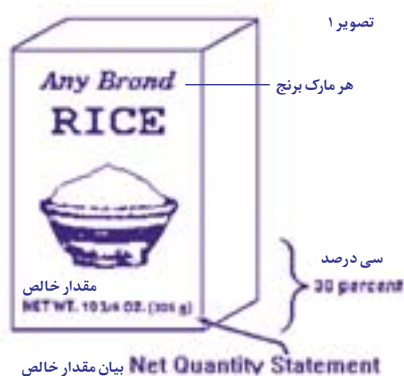 تصویر ۱
Any Brand
هر مارک برنج
RICE
سی درصد
30 percent
مقدار خالص
NET WT. 10 3/4 OZ. (305 g)
Net Quantity Statement بیان مقدار خالص